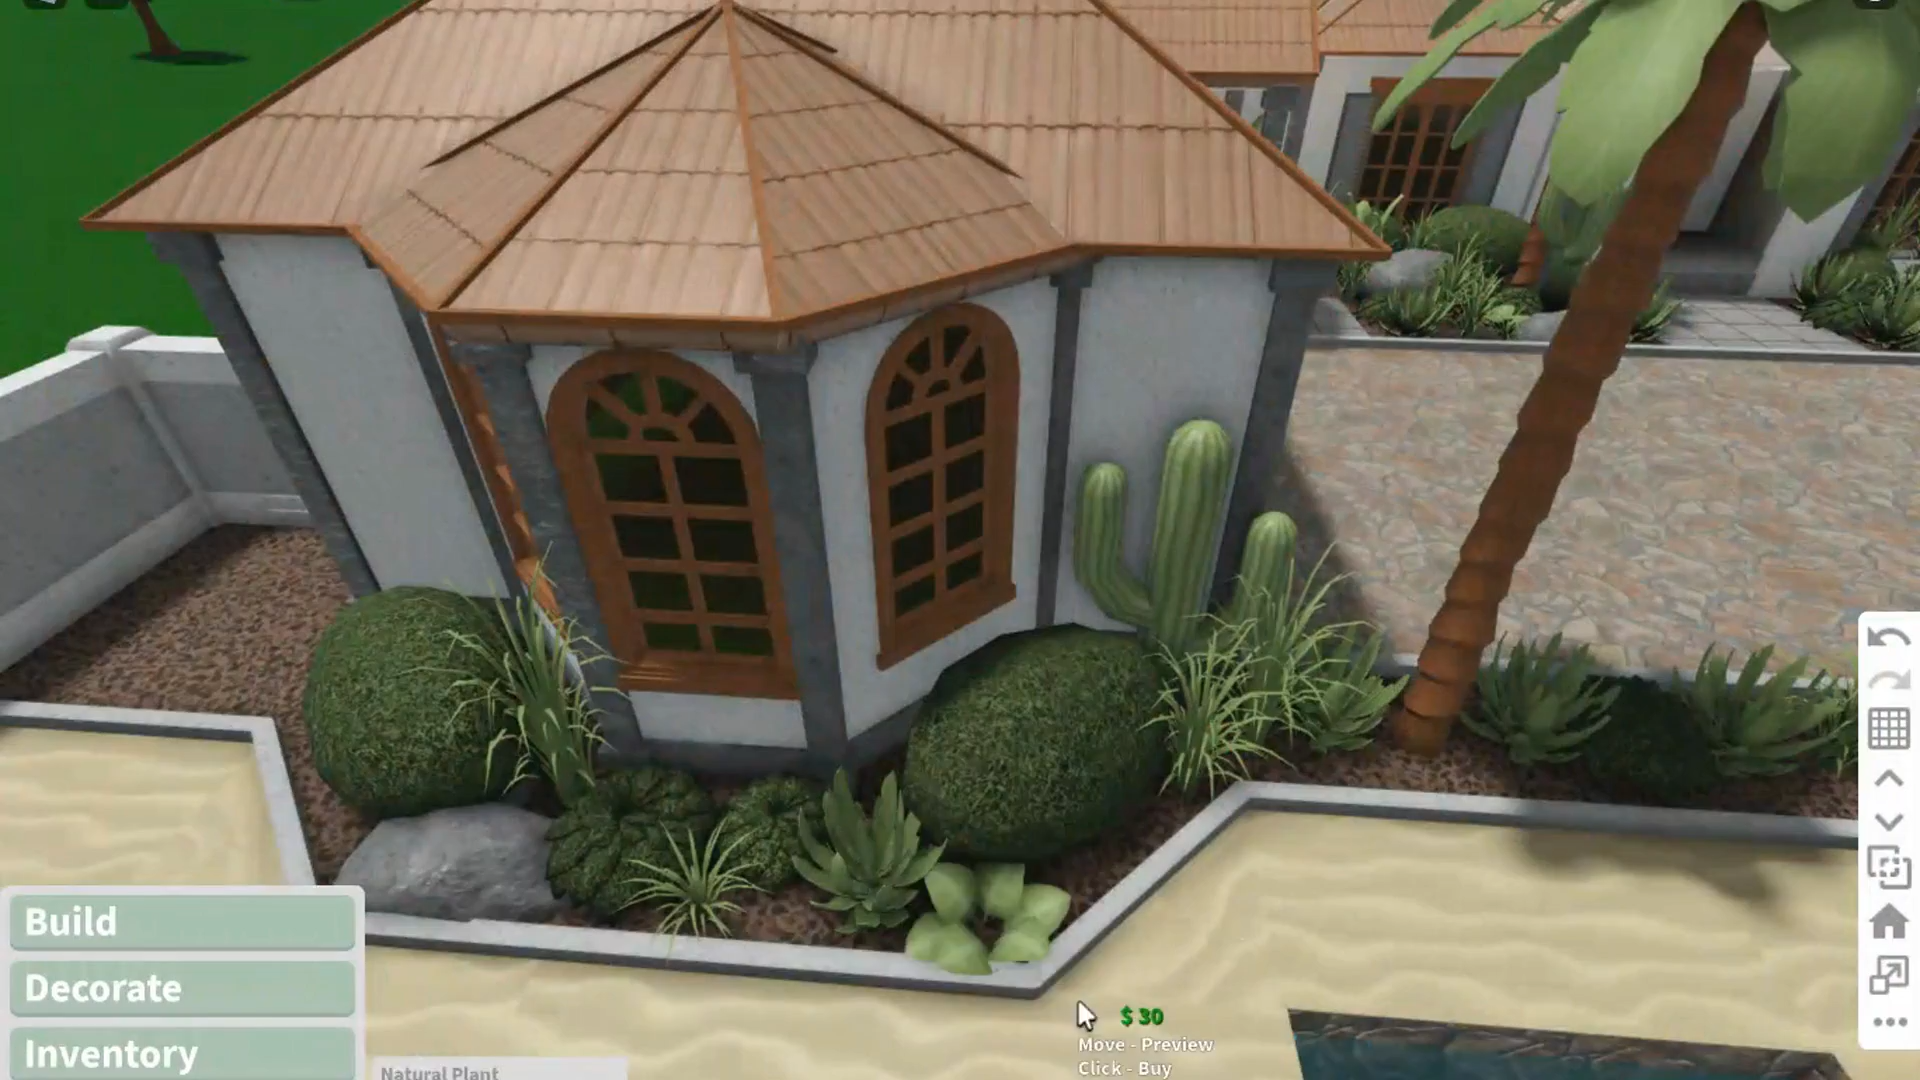 Build
Decorate
Inventory
Natural Plant
$ 30
Move - Preview
Click - Buy